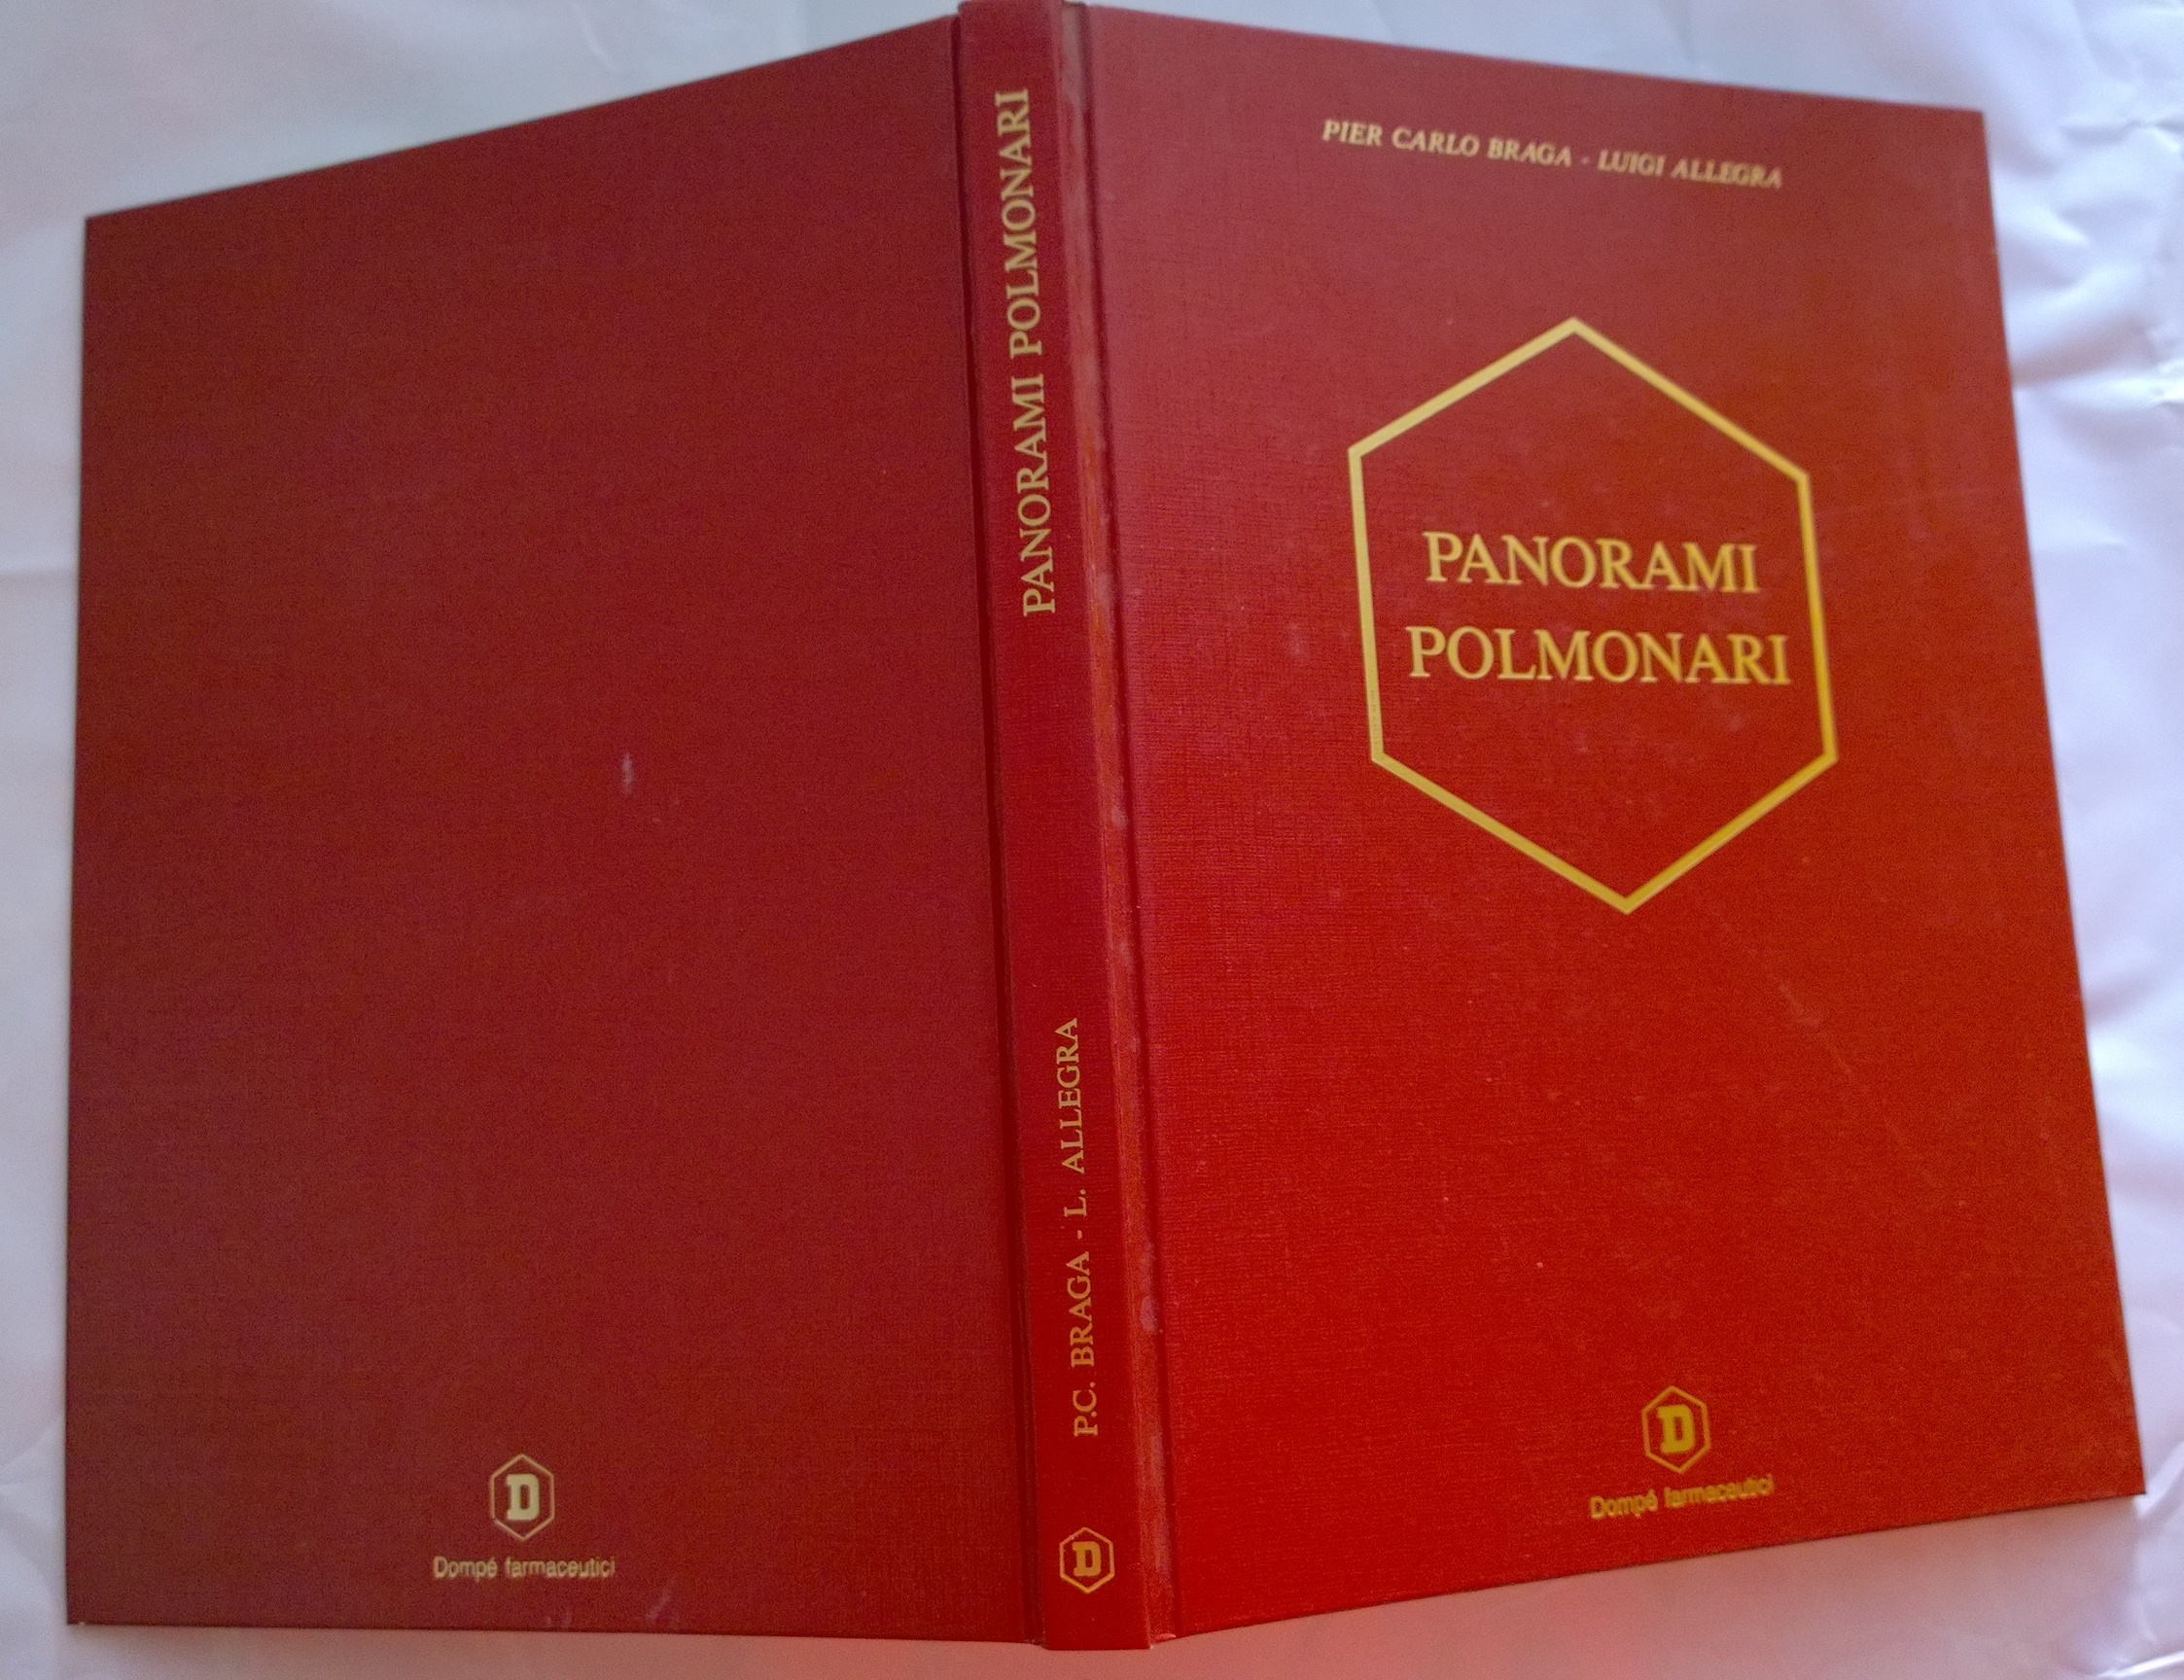 PIER CARLO BRAGA - LUIGI ALLEGRA
PANORAMI
POLMONARI
D
Dompé farmaceutici
PANORAMI POLMONARI
P.C. BRAGA - L. ALLEGRA
D
D
Dompé farmaceutici